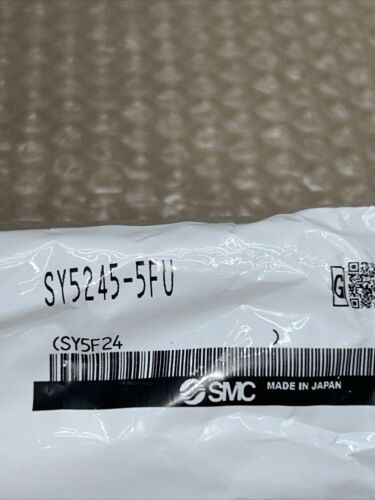 SY5245-5FU
G
(SY5F24 )
SMC MADE IN JAPAN